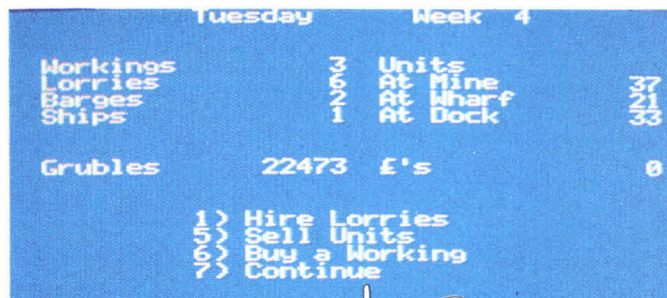 Tuesday Week 4
Workings 3 Units
Lorries 6 At Mine 37
Barges 2 At Wharf 21
Ships 1 At Dock 33
Grubles 22473 £'s 0
1) Hire Lorries
5) Sell Units
6) Buy a Working
7) Continue